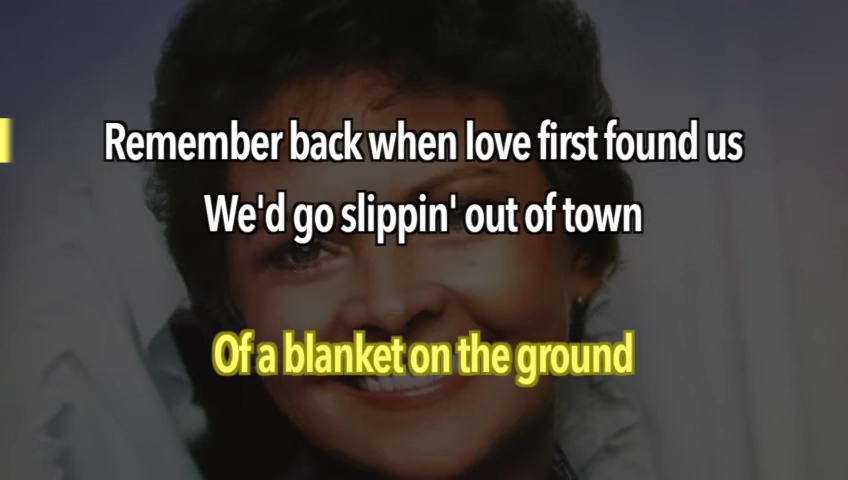 Remember back when love first found us
We'd go slippin' out of town
Of a blanket on the ground